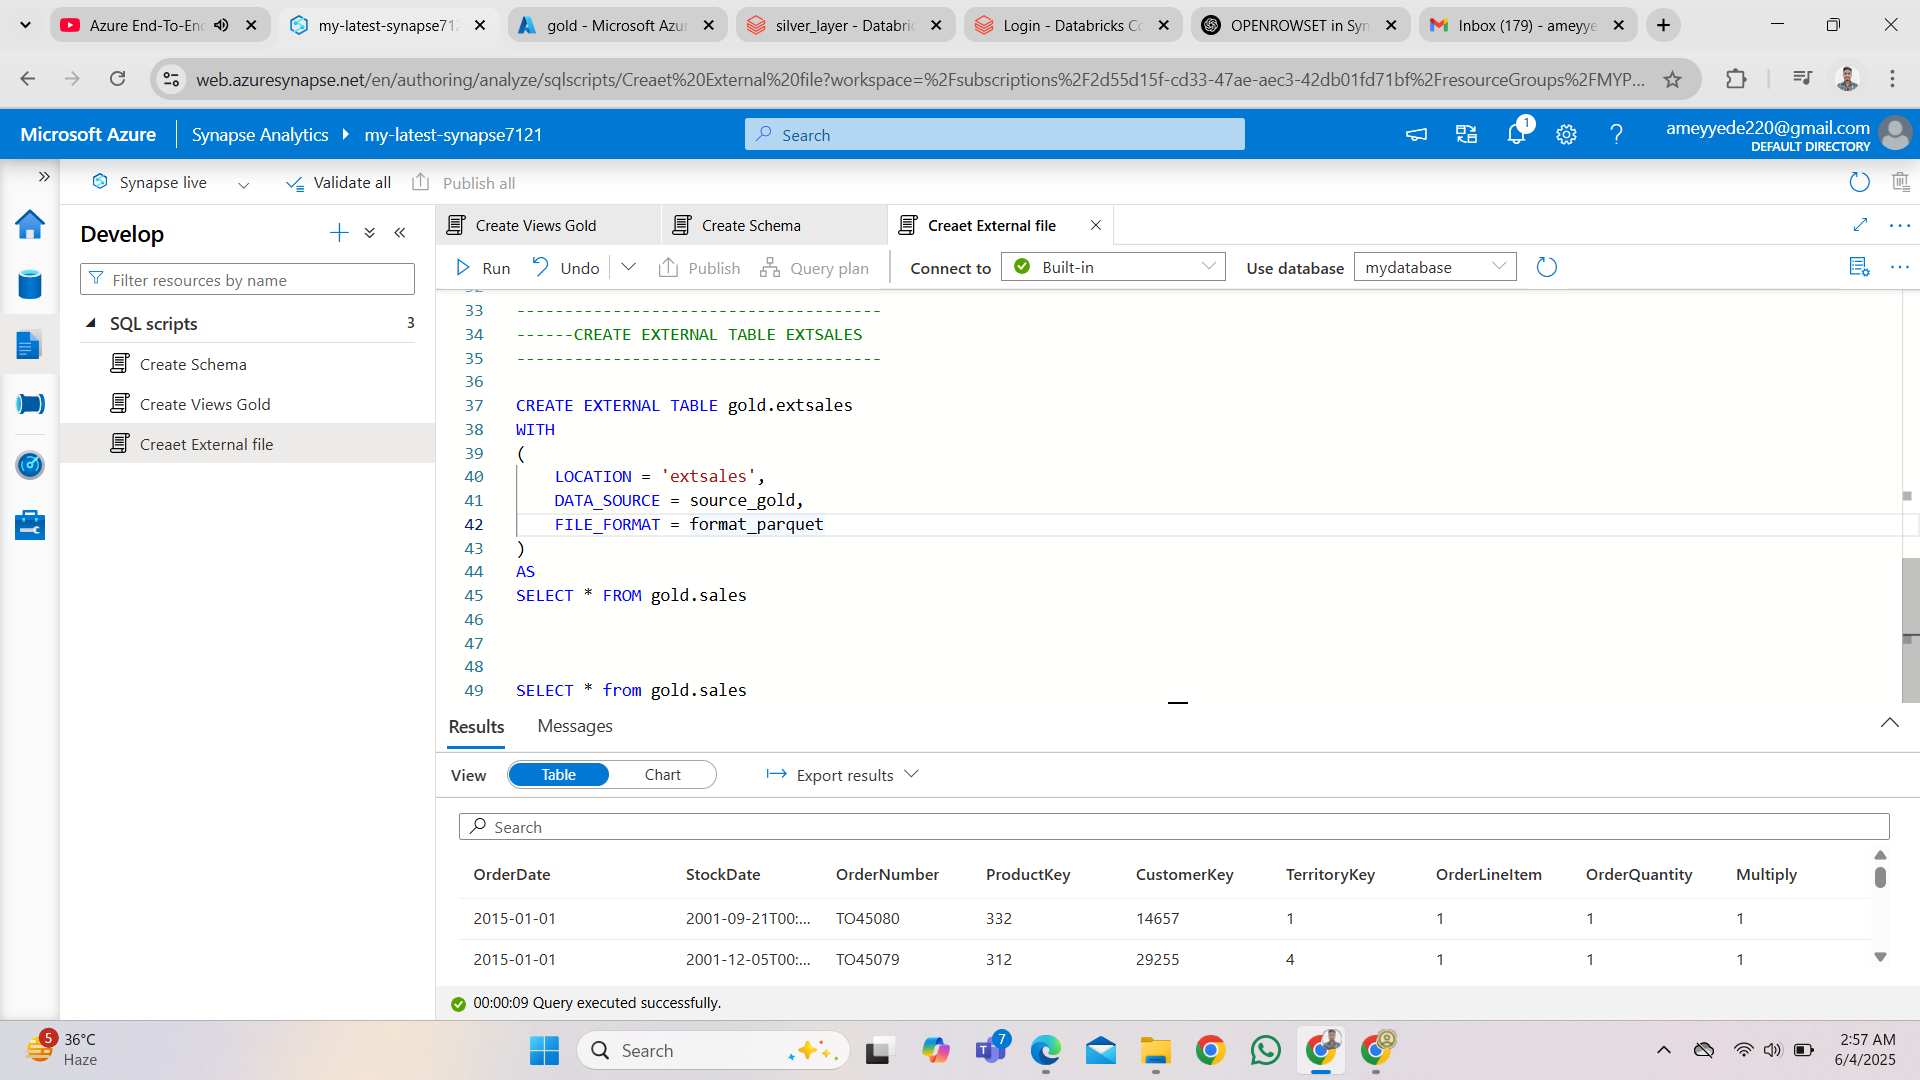 Azure End-To-En
my-latest-synapse712
gold - Microsoft Azur
silver_layer - Databric
Login - Databricks Co
OPENROWSET in Syn
Inbox (179) - ameyye
web.azuresynapse.net/en/authoring/analyze/sqlscripts/Creaet%20External%20file?workspace=%2Fsubscriptions%2F2d55d15f-cd33-47ae-aec3-42db01fd71bf%2FresourceGroups%2FMYP...
Microsoft Azure
Synapse Analytics
my-latest-synapse7121
Search
1
ameyyede220@gmail.com
DEFAULT DIRECTORY
Synapse live
Validate all
Publish all
Develop
Filter resources by name
SQL scripts 3
Create Schema
Create Views Gold
Creaet External file
Create Views Gold
Create Schema
Creaet External file
Run
Undo
Publish
Query plan
Connect to
Built-in
Use database
mydatabase
33 --------------------------------------
34 ------CREATE EXTERNAL TABLE EXTSALES
35 --------------------------------------
36
37 CREATE EXTERNAL TABLE gold.extsales
38 WITH
39 (
40 LOCATION = 'extsales',
41 DATA_SOURCE = source_gold,
42 FILE_FORMAT = format_parquet
43 )
44 AS
45 SELECT * FROM gold.sales
46
47
48
49 SELECT * from gold.sales
Results
Messages
View
Table
Chart
Export results
Search
OrderDate StockDate OrderNumber ProductKey CustomerKey TerritoryKey OrderLineItem OrderQuantity Multiply
2015-01-01 2001-09-21T00:... TO45080 332 14657 1 1 1 1
2015-01-01 2001-12-05T00:... TO45079 312 29255 4 1 1 1
00:00:09 Query executed successfully.
5
36°C
Haze
Search
7
2:57 AM
6/4/2025